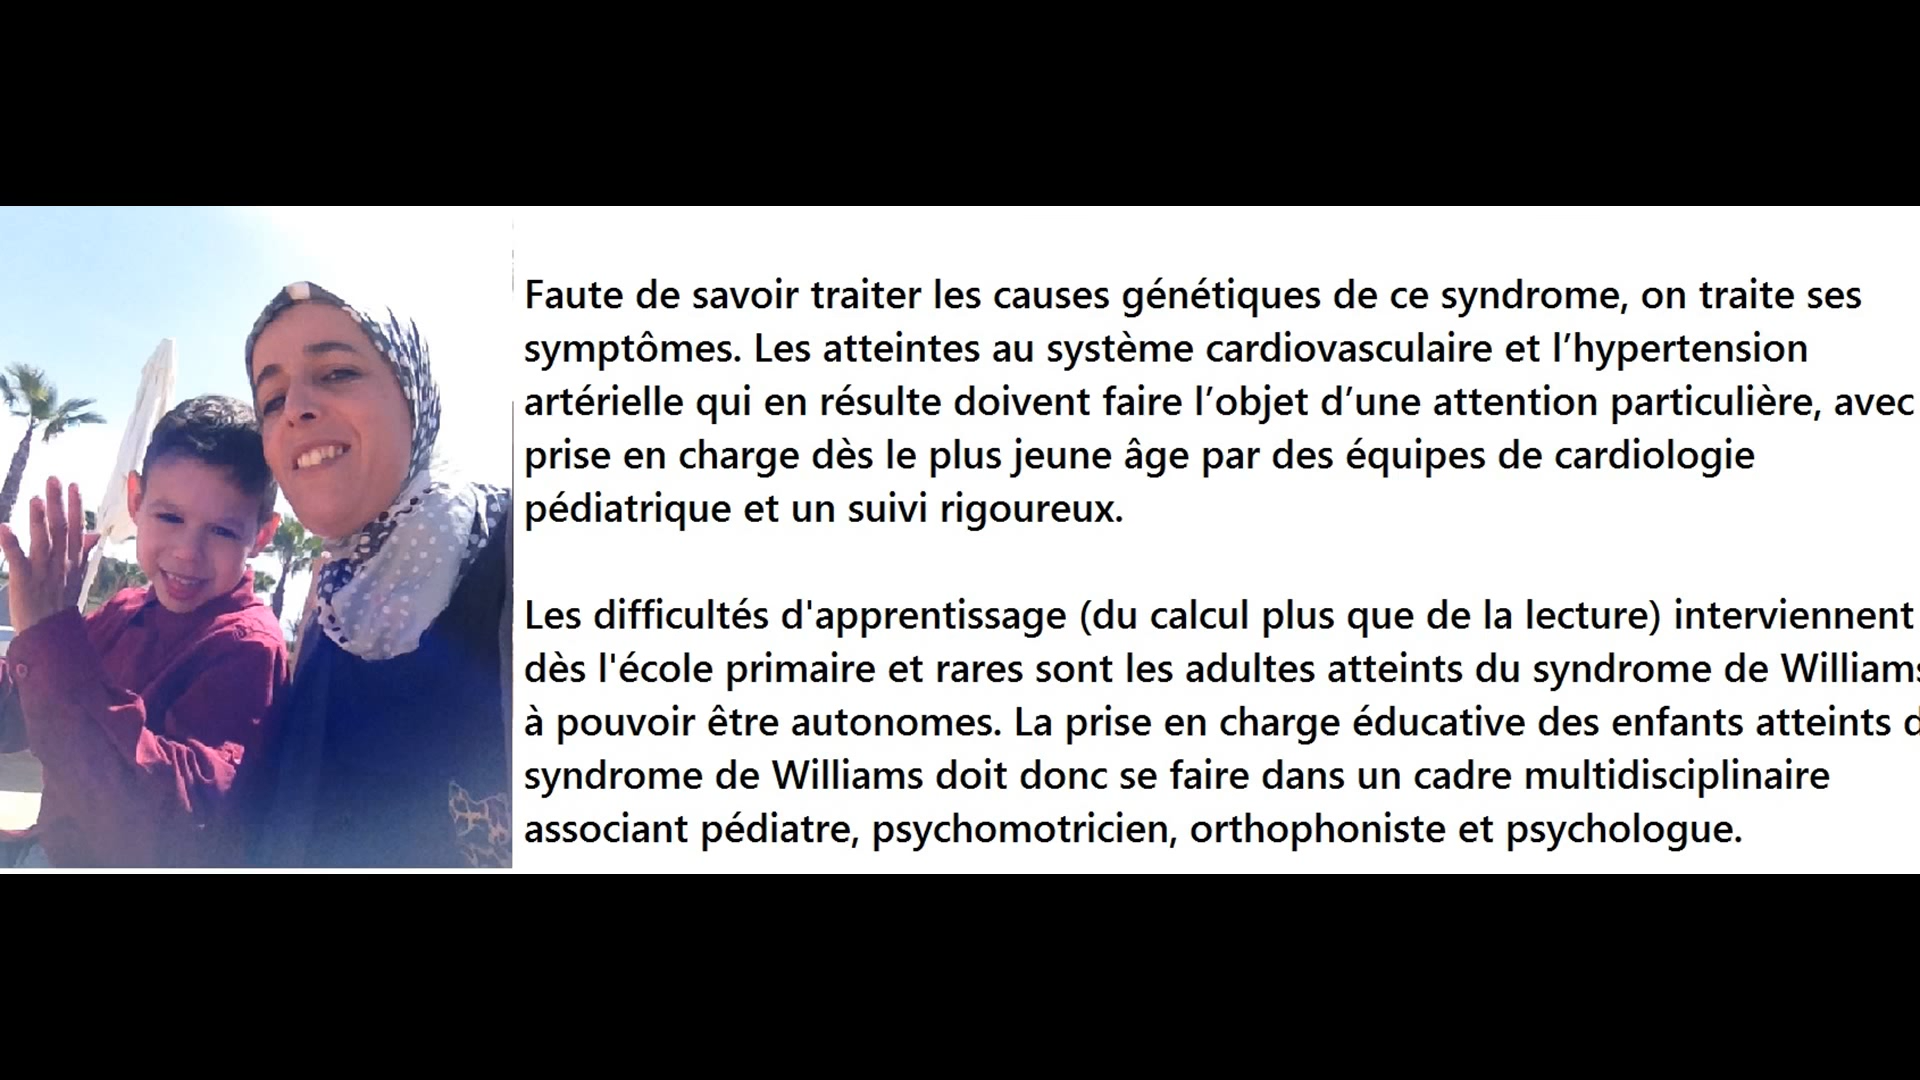 Faute de savoir traiter les causes génétiques de ce syndrome, on traite ses
symptômes. Les atteintes au système cardiovasculaire et l’hypertension
artérielle qui en résulte doivent faire l’objet d’une attention particulière, avec
prise en charge dès le plus jeune âge par des équipes de cardiologie
pédiatrique et un suivi rigoureux.
Les difficultés d'apprentissage (du calcul plus que de la lecture) interviennent
dès l'école primaire et rares sont les adultes atteints du syndrome de Williams
à pouvoir être autonomes. La prise en charge éducative des enfants atteints
syndrome de Williams doit donc se faire dans un cadre multidisciplinaire
associant pédiatre, psychomotricien, orthophoniste et psychologue.